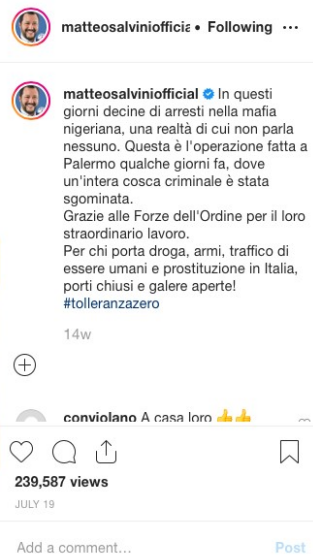 matteosalviniofficia • Following ...
matteosalviniofficial In questi
giorni decine di arresti nella mafia
nigeriana, una realtà di cui non parla
nessuno. Questa è l'operazione fatta a
Palermo qualche giorni fa, dove
un'intera cosca criminale è stata
sgominata.
Grazie alle Forze dell'Ordine per il loro
straordinario lavoro.
Per chi porta droga, armi, traffico di
essere umani e prostituzione in Italia,
porti chiusi e galere aperte!
#tolleranzazero
14w
conviolano A casa loro 👍👍
239,587 views
JULY 19
Add a comment... Post